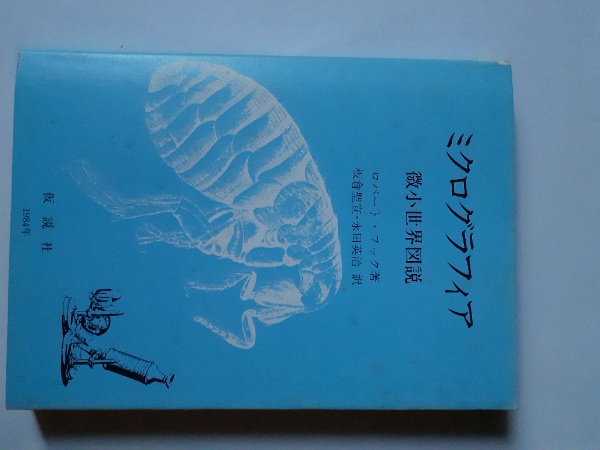 ミクログラフィア
微小世界図説
ロバート・フック著
板倉聖宣・永田英治 訳
仮説社
1984年